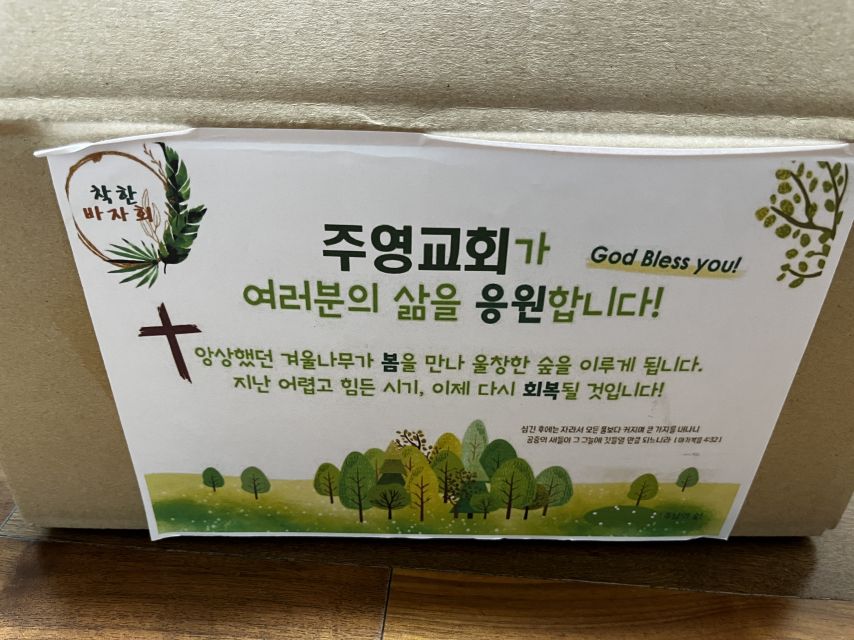 착한
바자회
주영교회가
God Bless you!
여러분의 삶을 응원합니다!
앙상했던 겨울나무가 봄을 만나 울창한 숲을 이루게 됩니다.
지난 어렵고 힘든 시기, 이제 다시 회복될 것입니다!
심긴 후에는 자라서 모든 풀보다 커지며 큰 가지를 내나니
공중의 새들이 그 그늘에 깃들일 만큼 되느니라 (마가복음 4:32)